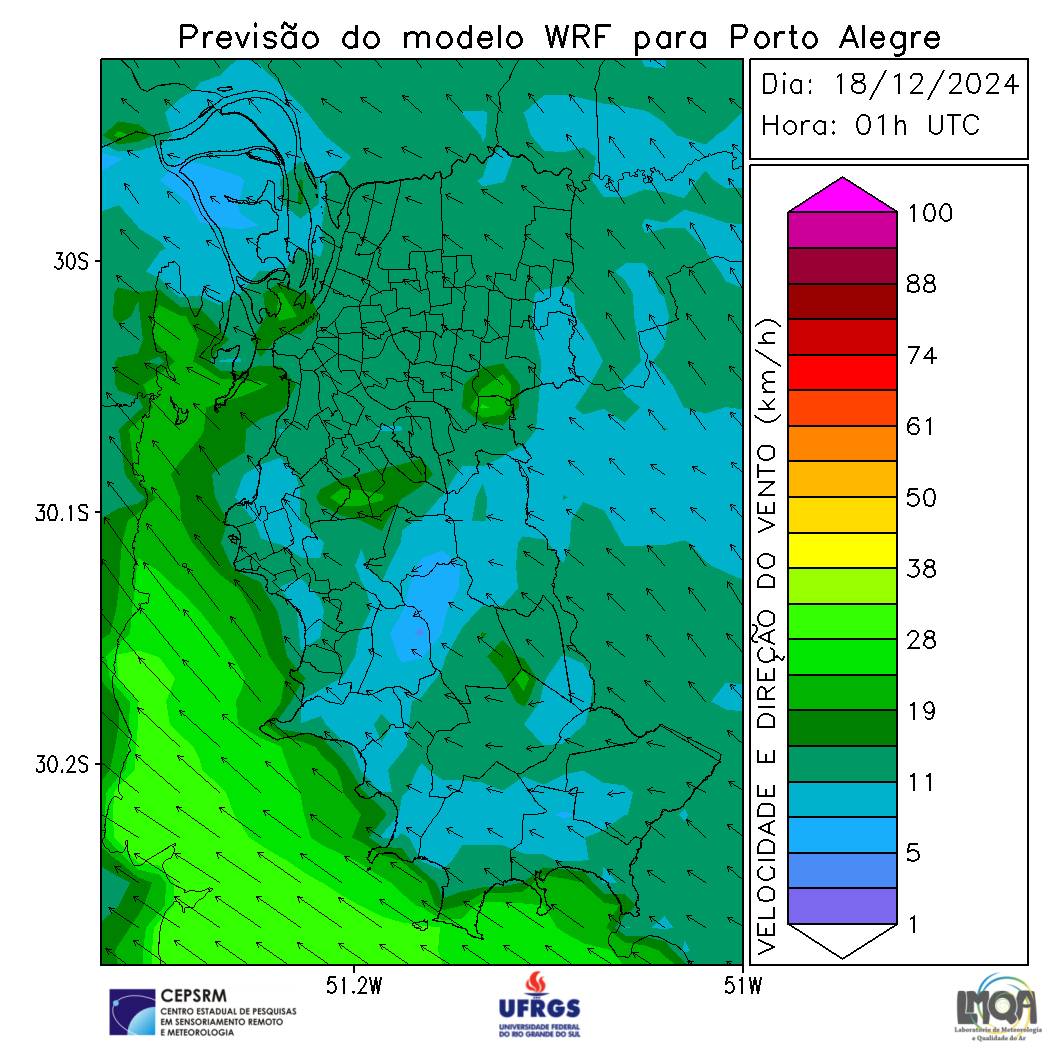 Previsão do modelo WRF para Porto Alegre
Dia: 18/12/2024
Hora: 01h UTC
30S
30.1S
30.2S
51.2W
51W
VELOCIDADE E DIREÇÃO DO VENTO (km/h)
100
88
74
61
50
38
28
19
11
5
1
CEPSRM
CENTRO ESTADUAL DE PESQUISAS
EM SENSORIAMENTO REMOTO
E METEOROLOGIA
UFRGS
UNIVERSIDADE FEDERAL
DO RIO GRANDE DO SUL
LMQA
Laboratório de Meteorologia
e Qualidade do Ar